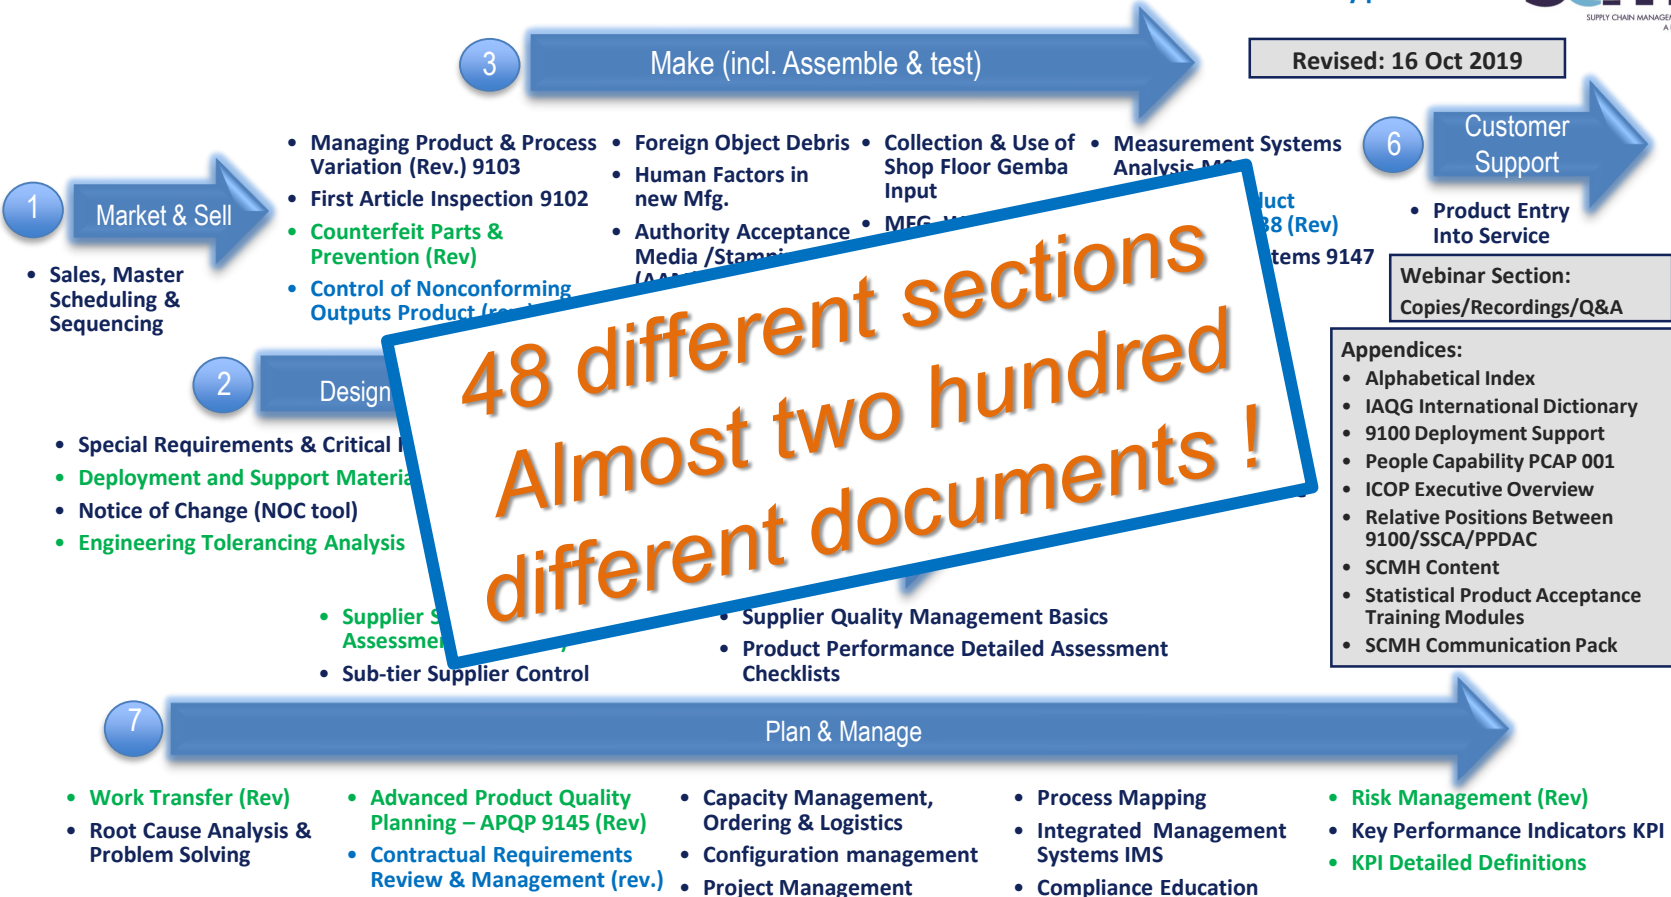 SUPPLY CHAIN MANAGEM
3
Make (incl. Assemble & test)
Revised: 16 Oct 2019
1
Market & Sell
• Sales, Master
Scheduling &
Sequencing
• Managing Product & Process
Variation (Rev.) 9103
• First Article Inspection 9102
• Counterfeit Parts &
Prevention (Rev)
• Control of Nonconforming
Outputs Product
• Foreign Object Debris
• Human Factors in
new Mfg.
• Authority Acceptance
Media
• Collection & Use of
Shop Floor Gemba
Input
• MFG
• Measurement Systems
Analysis
(Rev)
9147
6
Customer
Support
• Product Entry
Into Service
Webinar Section:
Copies/Recordings/Q&A
Appendices:
• Alphabetical Index
• IAQG International Dictionary
• 9100 Deployment Support
• People Capability PCAP 001
• ICOP Executive Overview
• Relative Positions Between
9100/SSCA/PPDAC
• SCMH Content
• Statistical Product Acceptance
Training Modules
• SCMH Communication Pack
2
Design
• Special Requirements & Critical
• Deployment and Support
• Notice of Change (NOC tool)
• Engineering Tolerancing Analysis
48 different sections
Almost two hundred
different documents !
• Supplier
• Sub-tier Supplier Control
• Supplier Quality Management Basics
• Product Performance Detailed Assessment
Checklists
7
Plan & Manage
• Work Transfer (Rev)
• Root Cause Analysis &
Problem Solving
• Advanced Product Quality
Planning – APQP 9145 (Rev)
• Contractual Requirements
Review & Management (rev.)
• Capacity Management,
Ordering & Logistics
• Configuration management
• Project Management
• Process Mapping
• Integrated Management
Systems IMS
• Compliance Education
• Risk Management (Rev)
• Key Performance Indicators KPI
• KPI Detailed Definitions